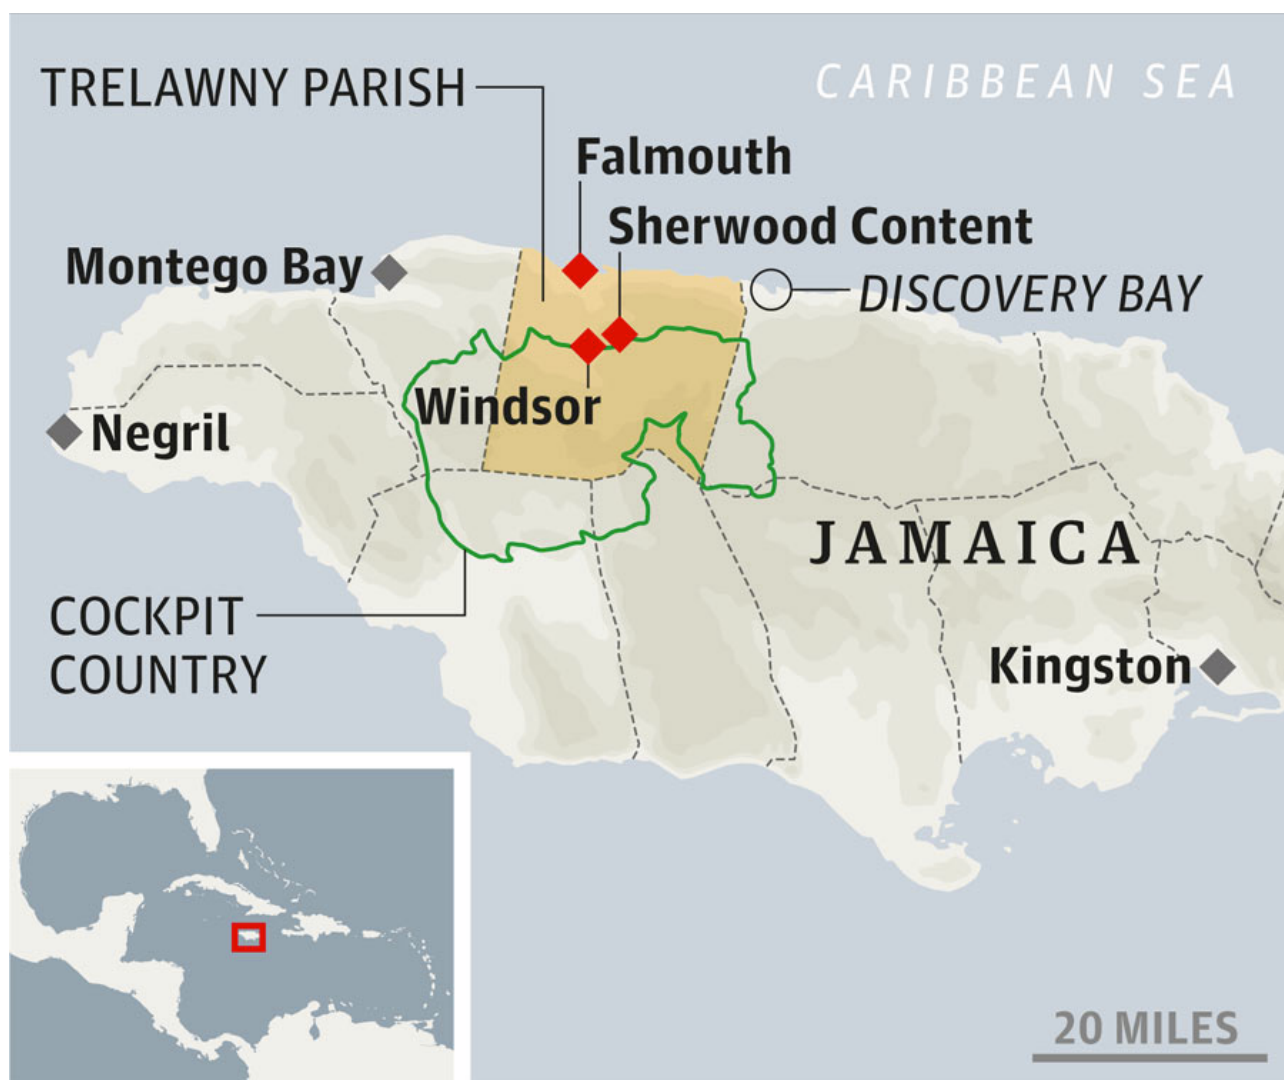 CARIBBEAN SEA
TRELAWNY PARISH
Falmouth
Sherwood Content
Montego Bay
DISCOVERY BAY
Windsor
Negril
JAMAICA
COCKPIT
COUNTRY
Kingston
20 MILES